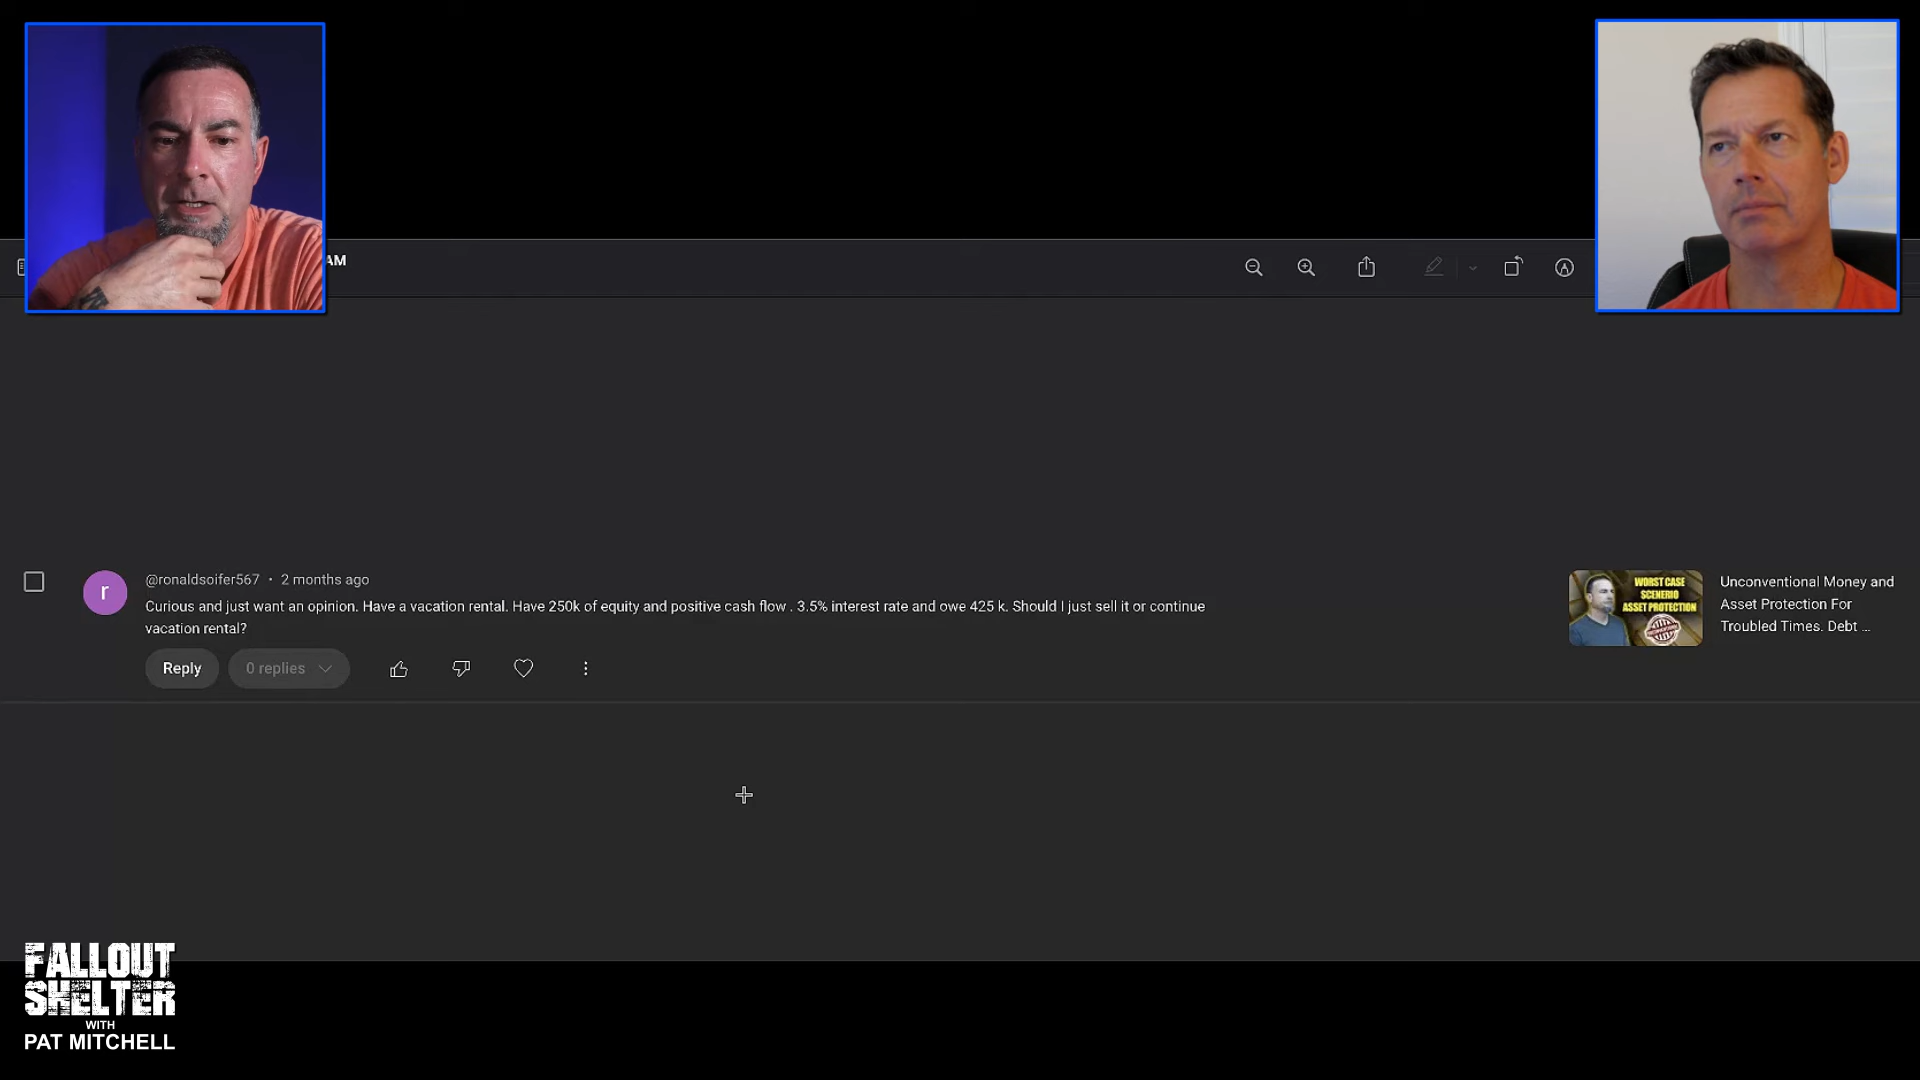 AM
@ronaldsoifer567 • 2 months ago
Curious and just want an opinion. Have a vacation rental. Have 250k of equity and positive cash flow . 3.5% interest rate and owe 425 k. Should I just sell it or continue
vacation rental?
Reply
0 replies
r
WORST CASE
SCENERIO
ASSET PROTECTION
Unconventional Money and
Asset Protection For
Troubled Times. Debt ...
FALLOUT
SHELTER
WITH
PAT MITCHELL